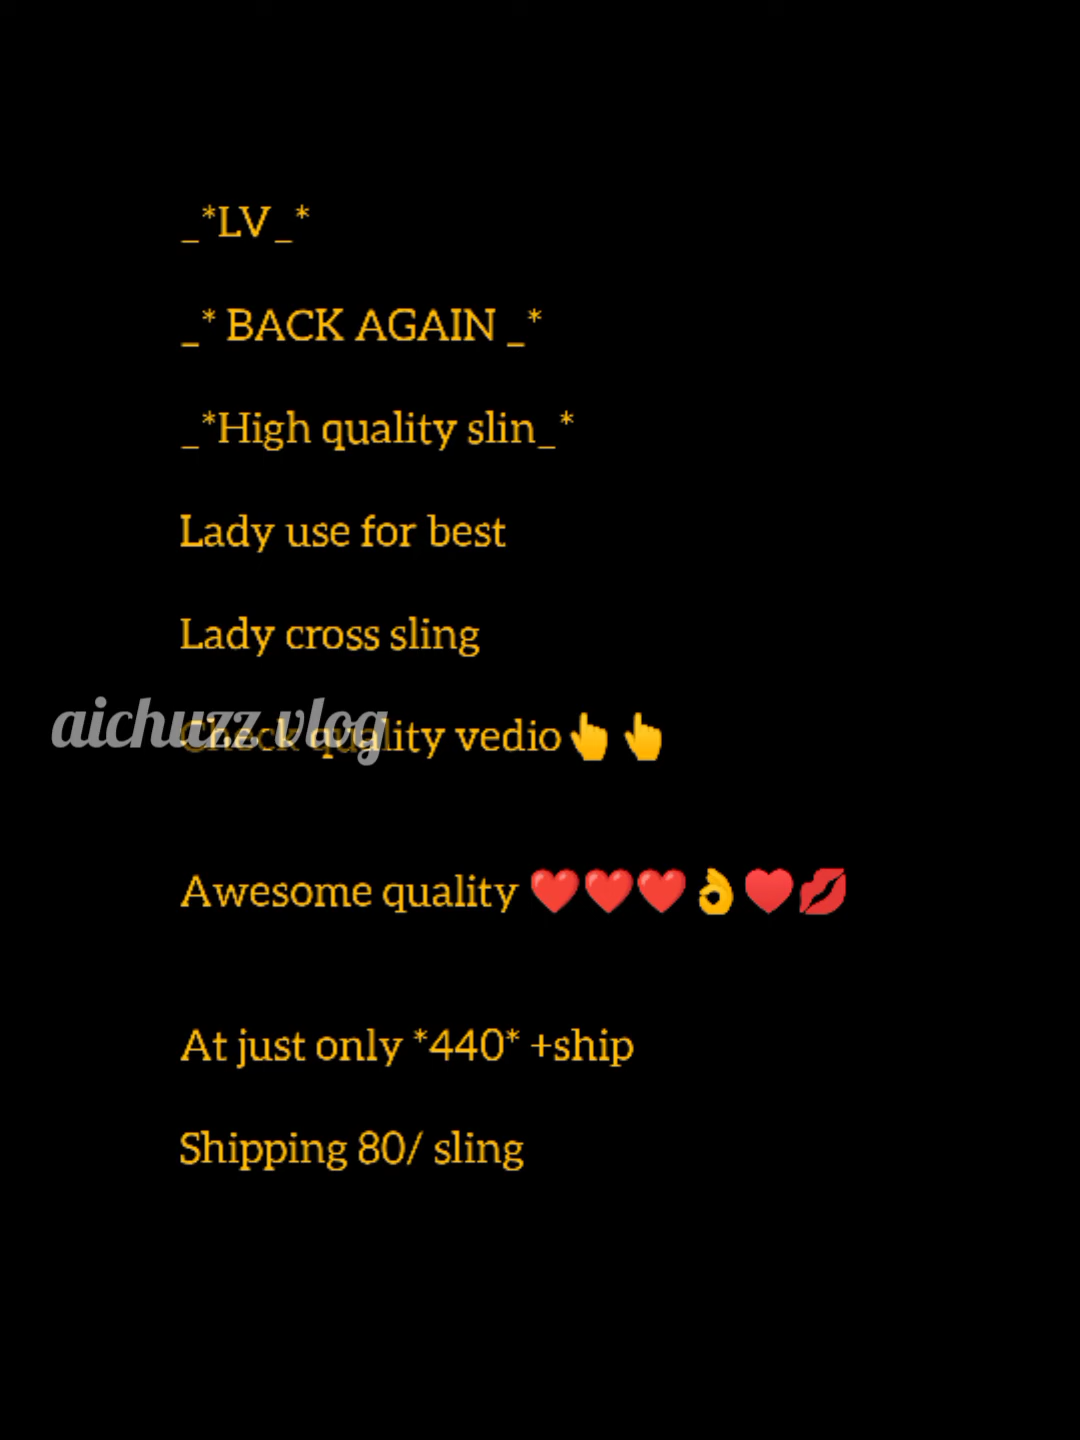 _*LV_*
_* BACK AGAIN _*
_*High quality slin_*
Lady use for best
Lady cross sling
aichuzz vlog
Check quality vedio👆👆
Awesome quality ❤️❤️❤️👌♥️💋
At just only *440* +ship
Shipping 80/ sling